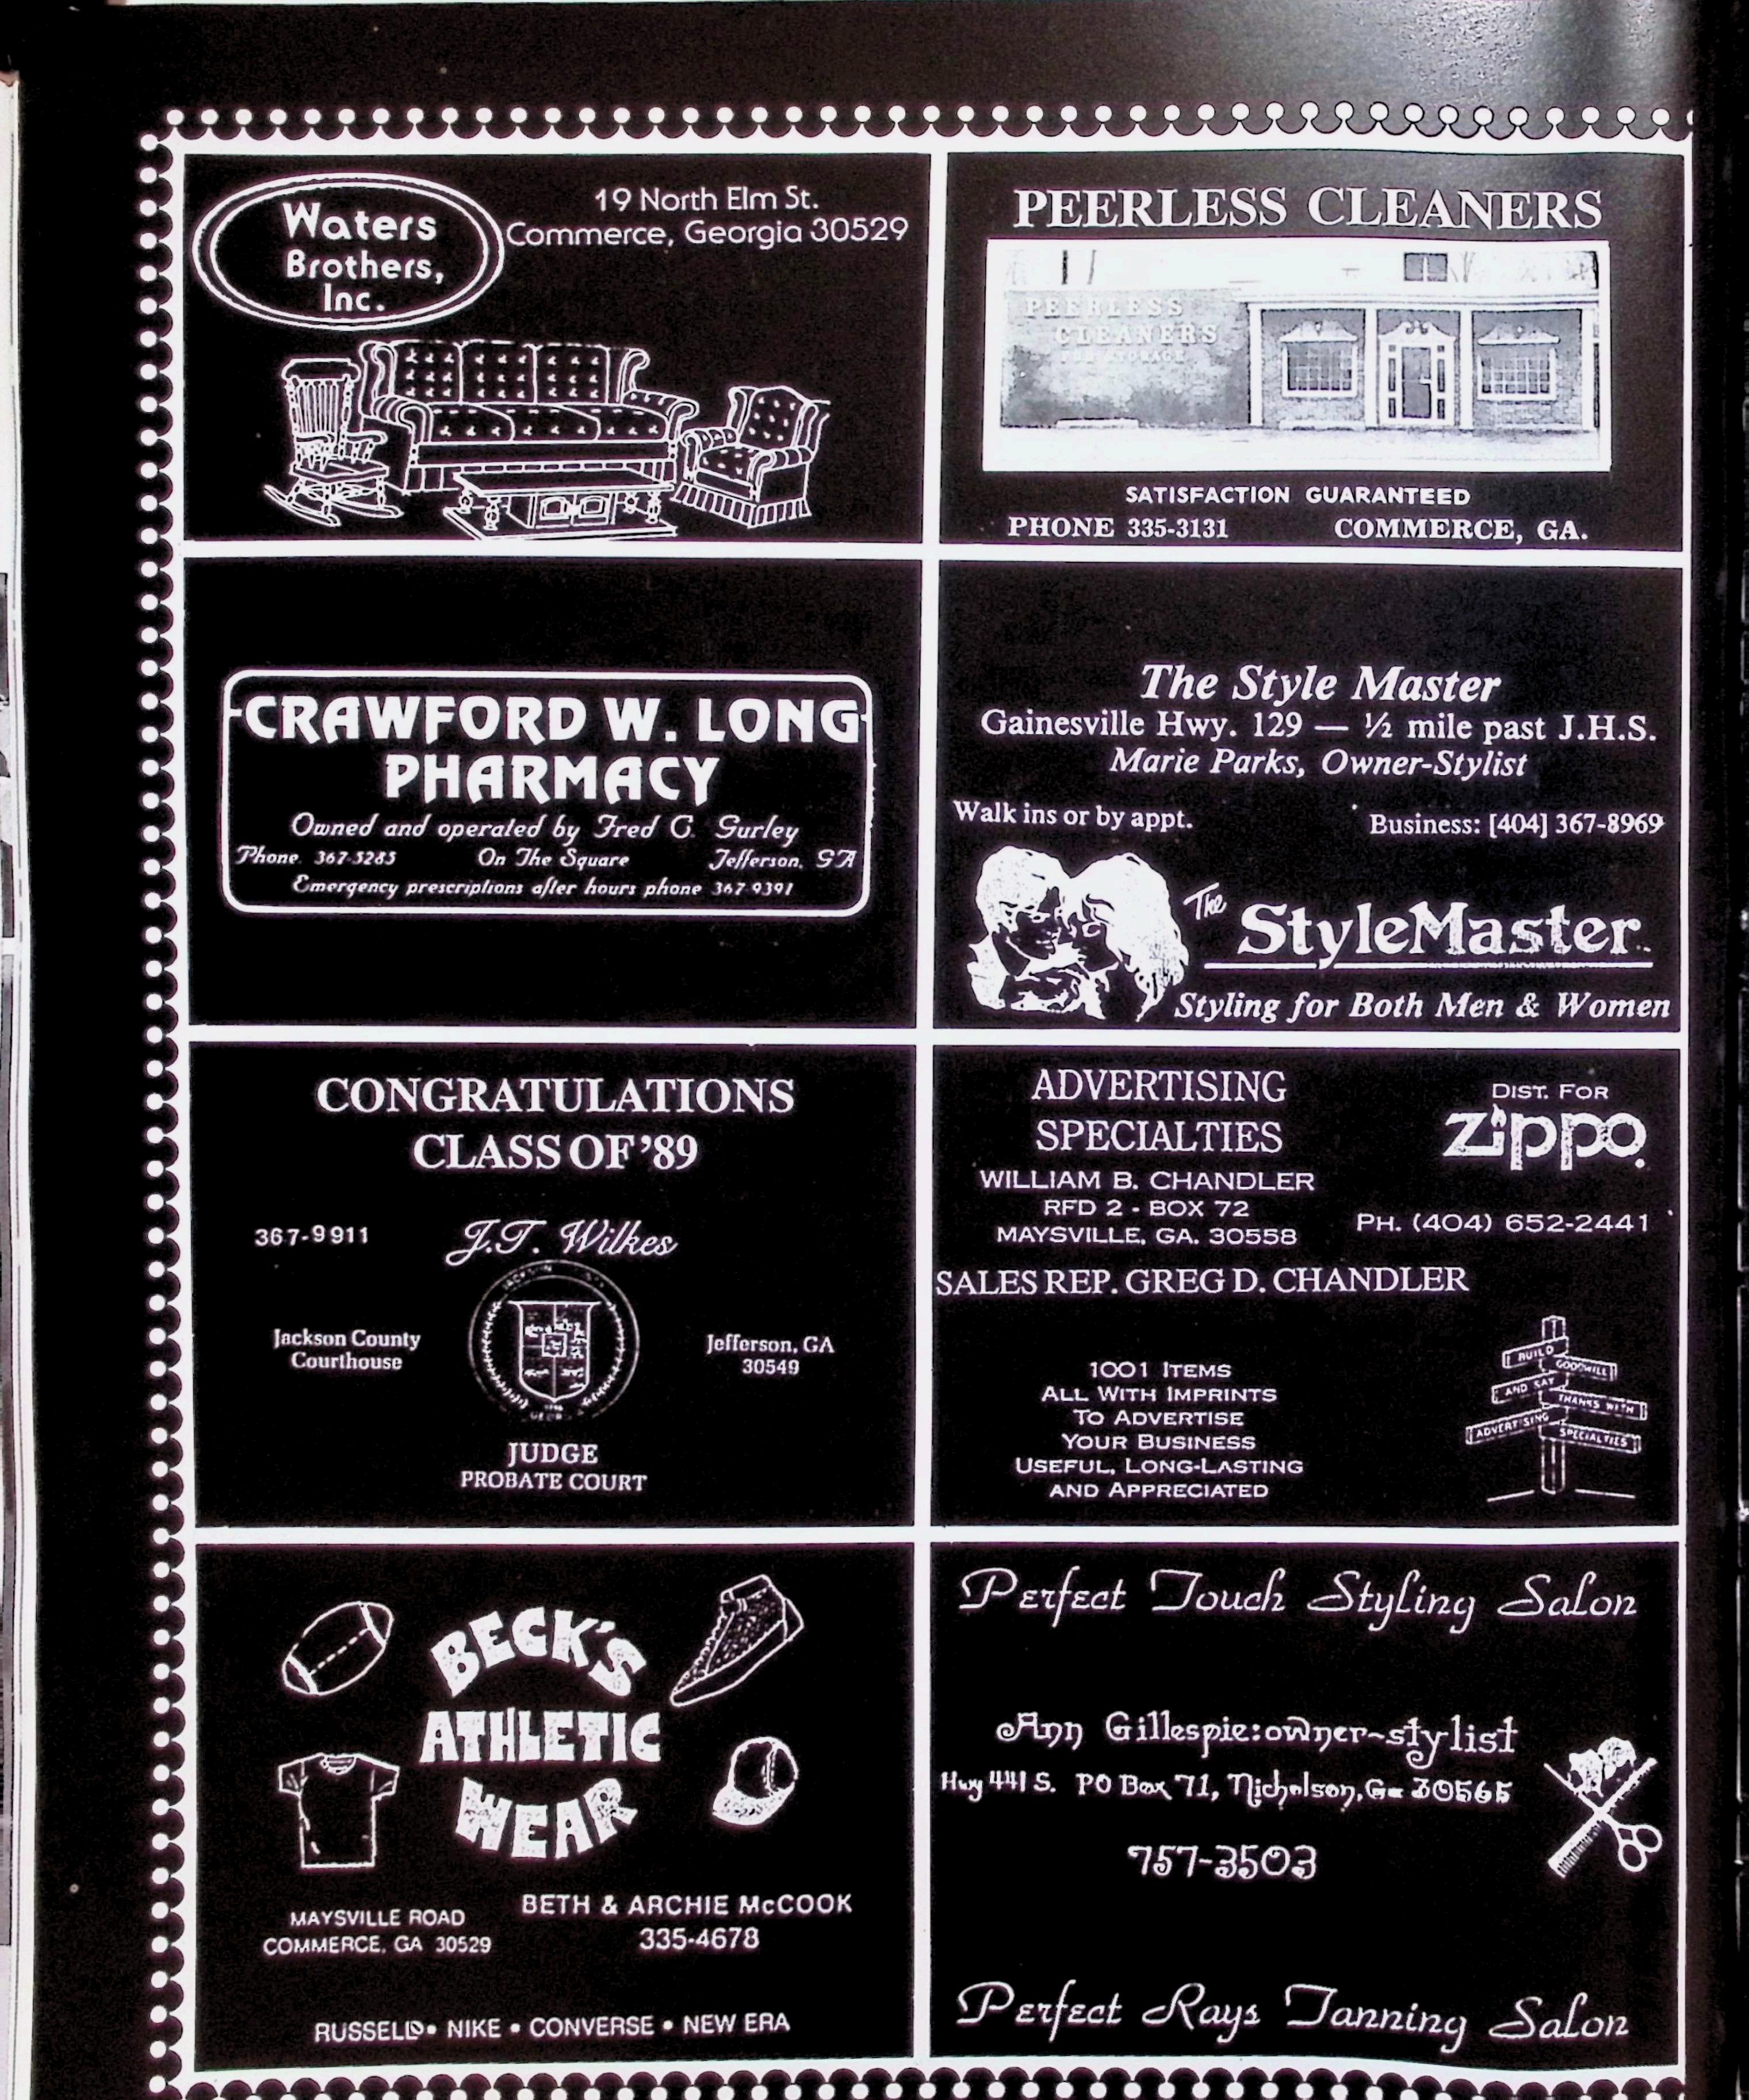 Waters
Brothers,
Inc.
19 North Elm St.
Commerce, Georgia 30529
PEERLESS CLEANERS
PEERLESS
CLEANERS
SATISFACTION GUARANTEED
PHONE 335-3131 COMMERCE, GA.
CRAWFORD W. LONG
PHARMACY
Owned and operated by Fred G. Gurley
Phone. 367-5285 On The Square Jefferson, GA
Emergency prescriptions after hours phone 367-9391
The Style Master
Gainesville Hwy. 129 — ½ mile past J.H.S.
Marie Parks, Owner-Stylist
Walk ins or by appt. Business: [404] 367-8969
The
StyleMaster
Styling for Both Men & Women
CONGRATULATIONS
CLASS OF '89
367-9911
J.T. Wilkes
JACKSON
Jackson County
Courthouse
Jefferson, GA
30549
JUDGE
PROBATE COURT
ADVERTISING
SPECIALTIES
WILLIAM B. CHANDLER
RFD 2 - BOX 72
MAYSVILLE, GA. 30558
DIST. FOR
Zippo
PH. (404) 652-2441
SALES REP. GREG D. CHANDLER
1001 ITEMS
ALL WITH IMPRINTS
TO ADVERTISE
YOUR BUSINESS
USEFUL, LONG-LASTING
AND APPRECIATED
BUILD
GOODWILL
AND SAY
THANKS WITH
ADVERTISING
SPECIALTIES
BECK'S
ATHLETIC
WEAR
MAYSVILLE ROAD
COMMERCE, GA 30529
BETH & ARCHIE McCOOK
335-4678
RUSSELL • NIKE • CONVERSE • NEW ERA
Perfect Touch Styling Salon
Ann Gillespie:owner~stylist
Hwy 441 S. PO Box 71, Nicholson, Ga 30565
757-3503
Perfect Rays Tanning Salon